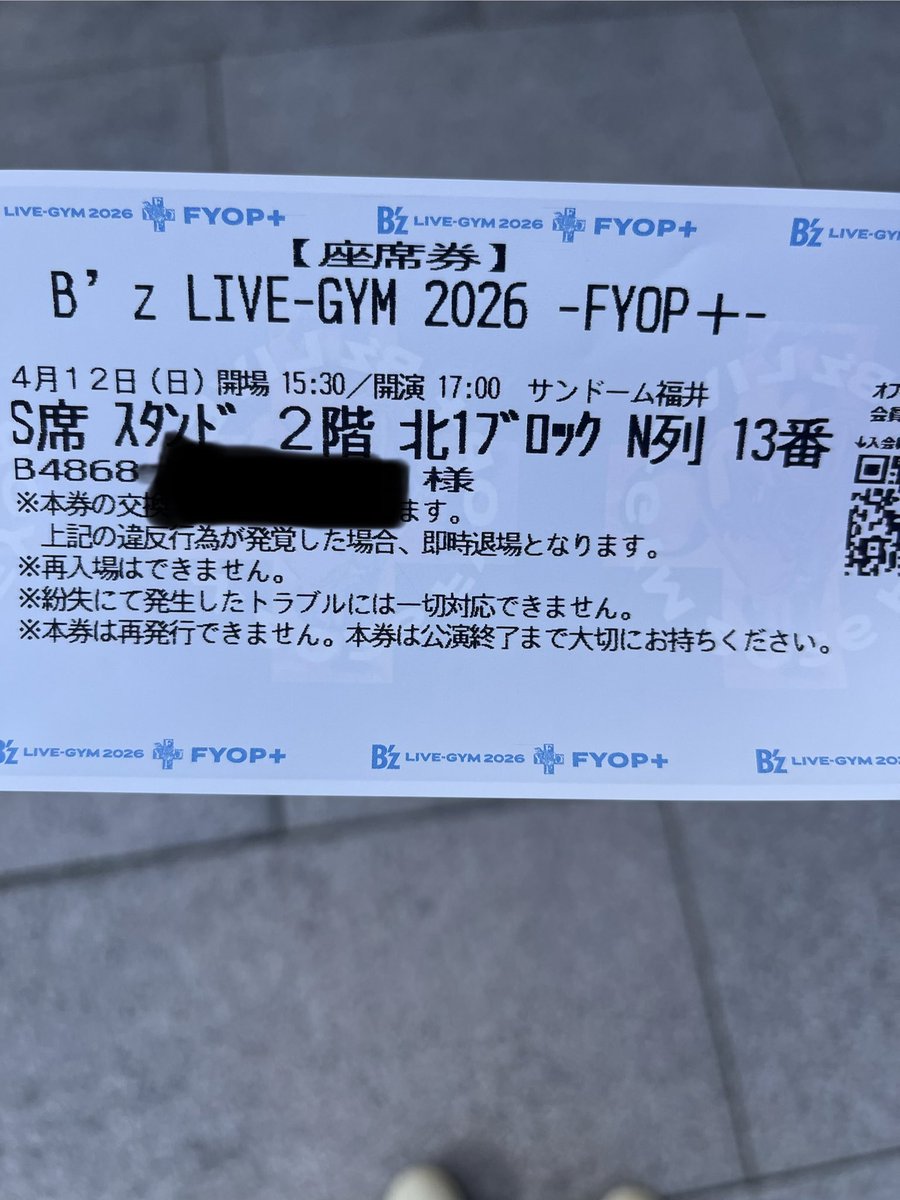 LIVE-GYM 2026 FYOP+ B'z LIVE-GYM 2026 FYOP+ B'z LIVE-GY
【座席券】
B'z LIVE-GYM 2026 -FYOP+-
4月12日(日) 開場 15:30/開演 17:00 サンドーム福井
S席 ｽﾀﾝﾄﾞ 2階 北1ﾌﾞﾛｯｸ N列 13番
B4868 様
※本券の交換 ます。
上記の違反行為が発覚した場合、即時退場となります。
※再入場はできません。
※紛失にて発生したトラブルには一切対応できません。
※本券は再発行できません。本券は公演終了まで大切にお持ちください。
オフ
会員
↓入会
B'z LIVE-GYM 2026 FYOP+ B'z LIVE-GYM 2026 FYOP+ B'z LIVE-GYM 202